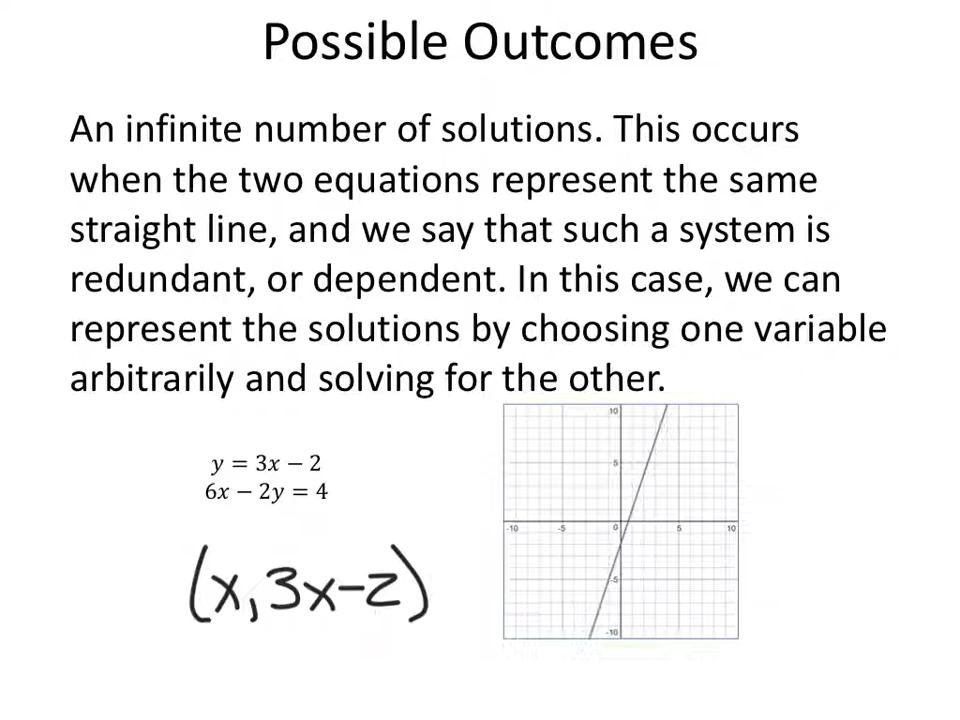 Possible Outcomes
An infinite number of solutions. This occurs
when the two equations represent the same
straight line, and we say that such a system is
redundant, or dependent. In this case, we can
represent the solutions by choosing one variable
arbitrarily and solving for the other.
y = 3x − 2
6x − 2y = 4
(x, 3x−2)
10
5
-10 -5 0 5 10
-5
-10